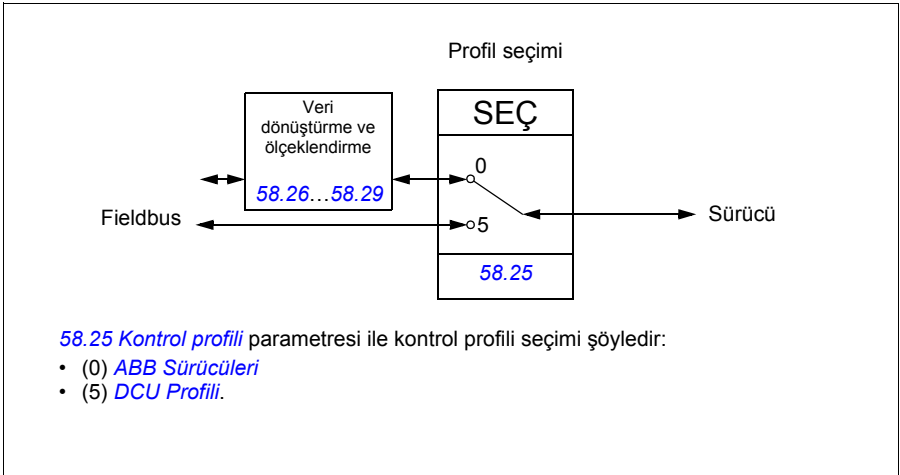 Profil seçimi
Veri
dönüştürme ve
ölçeklendirme
58.26…58.29
SEÇ
0
5
58.25
Fieldbus
Sürücü
58.25 Kontrol profili parametresi ile kontrol profili seçimi şöyledir:
• (0) ABB Sürücüleri
• (5) DCU Profili.